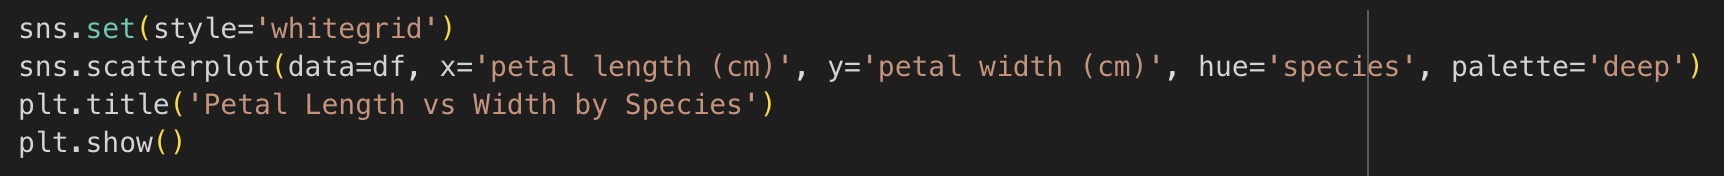 sns.set(style='whitegrid')
sns.scatterplot(data=df, x='petal length (cm)', y='petal width (cm)', hue='species', palette='deep')
plt.title('Petal Length vs Width by Species')
plt.show()